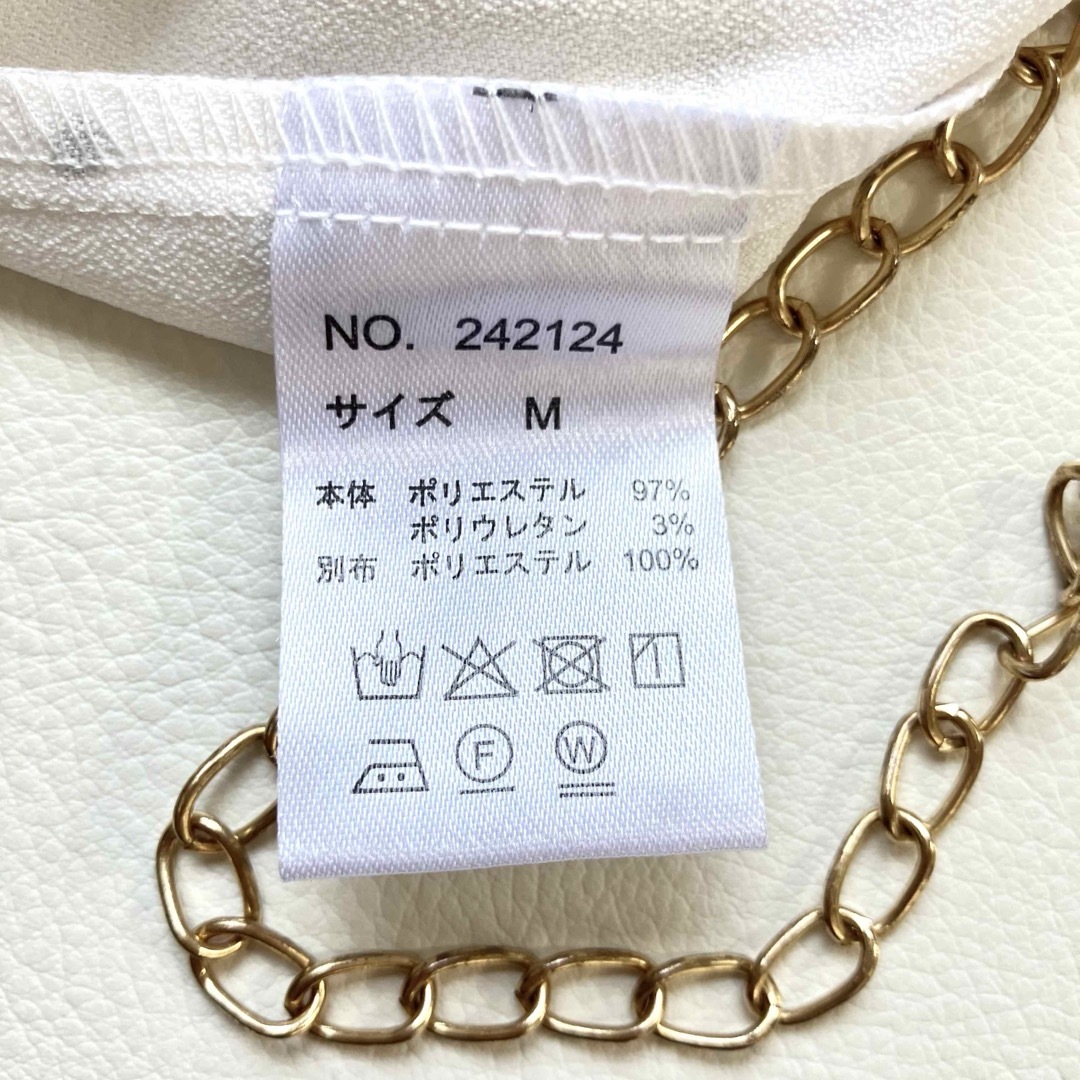 NO. 242124
サイズ M
本体 ポリエステル 97%
ポリウレタン 3%
別布 ポリエステル 100%
F W